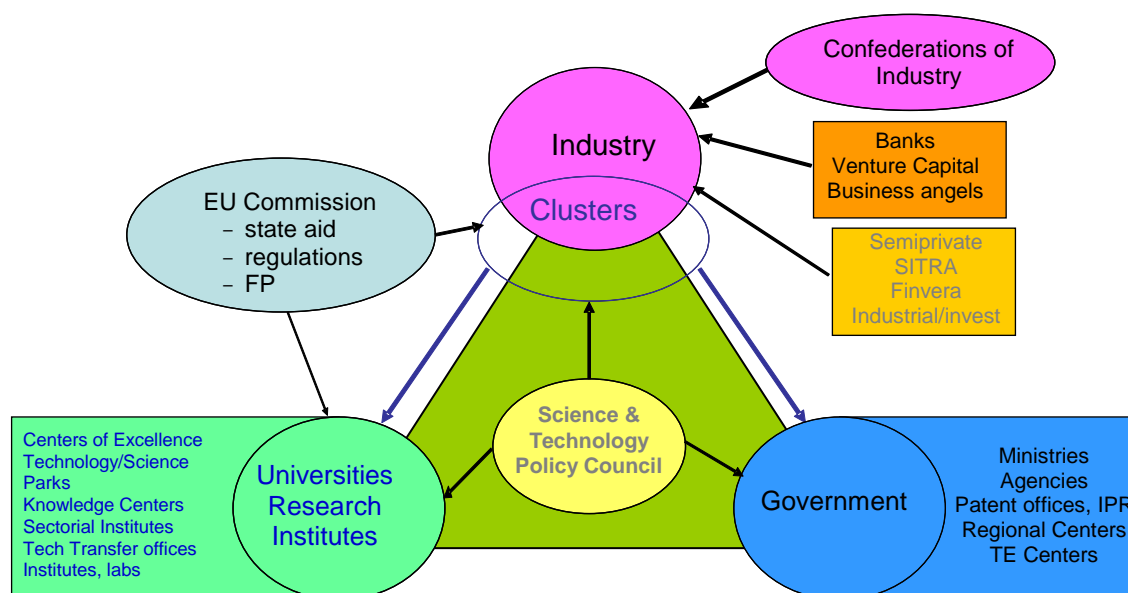 Confederations of
Industry
Industry
Banks
Venture Capital
Business angels
Clusters
EU Commission
– state aid
– regulations
– FP
Semiprivate
SITRA
Finvera
Industrial/invest
Science &
Technology
Policy Council
Centers of Excellence
Technology/Science
Parks
Knowledge Centers
Sectorial Institutes
Tech Transfer offices
Institutes, labs
Universities
Research
Institutes
Government
Ministries
Agencies
Patent offices, IPR
Regional Centers
TE Centers